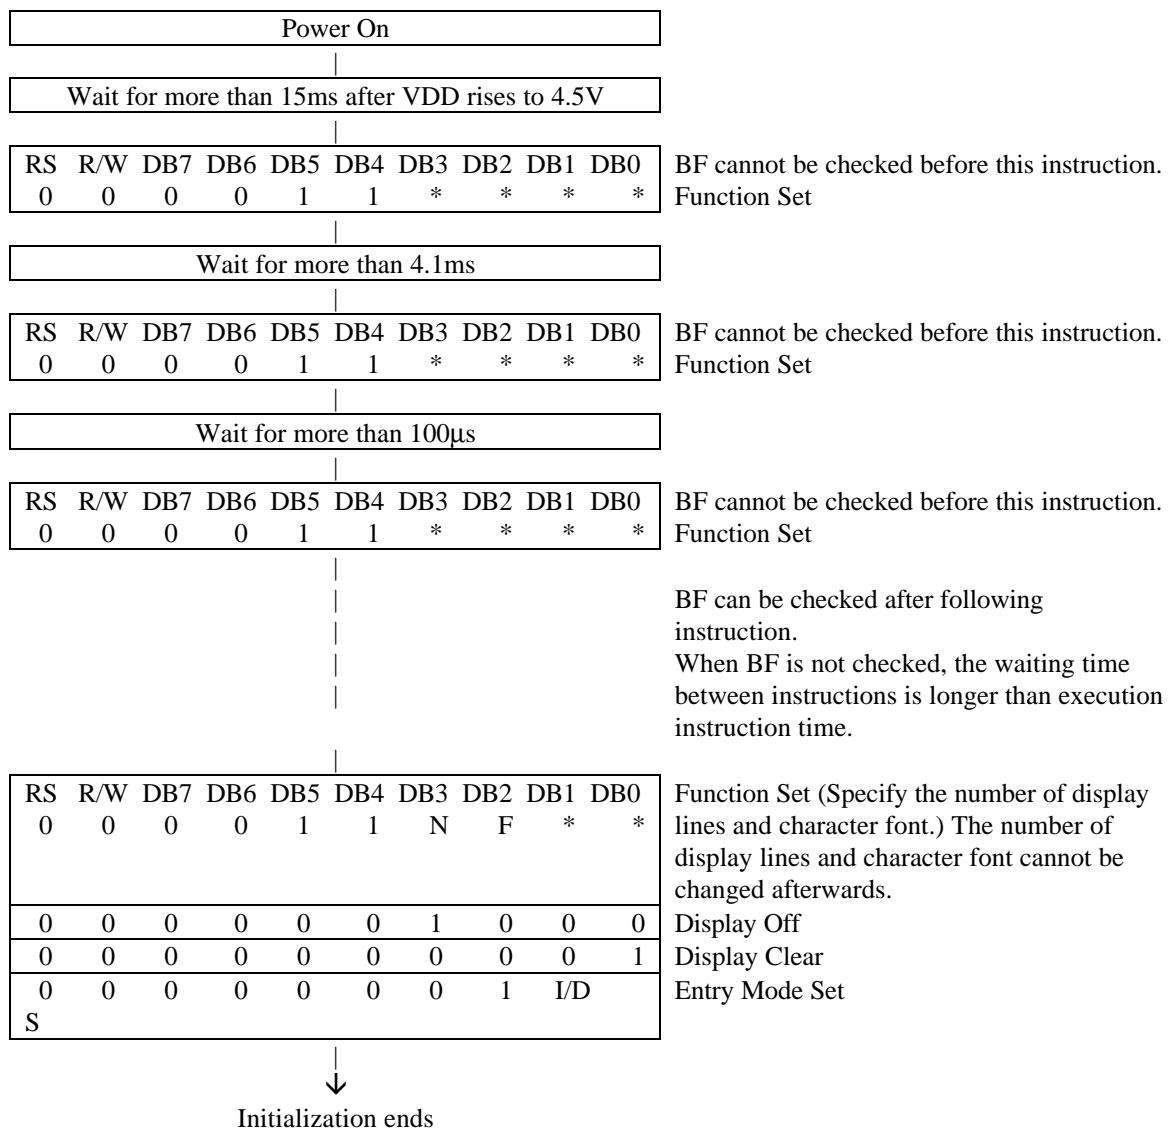 Power On
Wait for more than 15ms after VDD rises to 4.5V
RS R/W DB7 DB6 DB5 DB4 DB3 DB2 DB1 DB0 BF cannot be checked before this instruction.
0 0 0 0 1 1 * * * * Function Set
Wait for more than 4.1ms
RS R/W DB7 DB6 DB5 DB4 DB3 DB2 DB1 DB0 BF cannot be checked before this instruction.
0 0 0 0 1 1 * * * * Function Set
Wait for more than 100μs
RS R/W DB7 DB6 DB5 DB4 DB3 DB2 DB1 DB0 BF cannot be checked before this instruction.
0 0 0 0 1 1 * * * * Function Set
BF can be checked after following
instruction.
When BF is not checked, the waiting time
between instructions is longer than execution
instruction time.
RS R/W DB7 DB6 DB5 DB4 DB3 DB2 DB1 DB0 Function Set (Specify the number of display
0 0 0 0 1 1 N F * * lines and character font.) The number of
display lines and character font cannot be
changed afterwards.
0 0 0 0 0 0 1 0 0 0 Display Off
0 0 0 0 0 0 0 0 0 1 Display Clear
0 0 0 0 0 0 0 1 I/D Entry Mode Set
S
Initialization ends